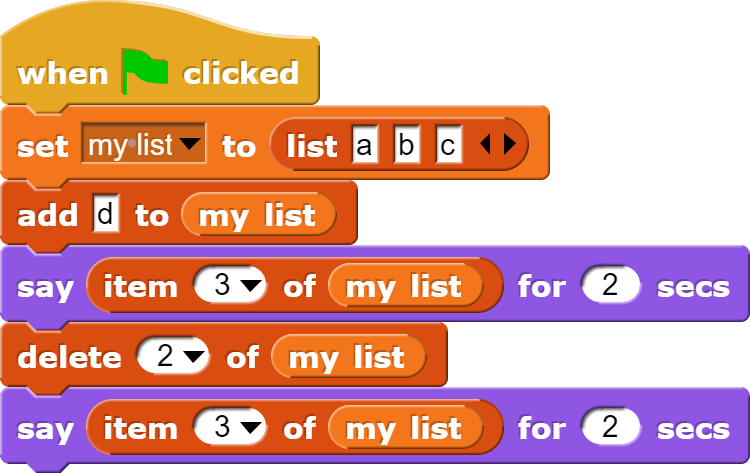 when clicked
set my list to list a b c
add d to my list
say item 3 of my list for 2 secs
delete 2 of my list
say item 3 of my list for 2 secs